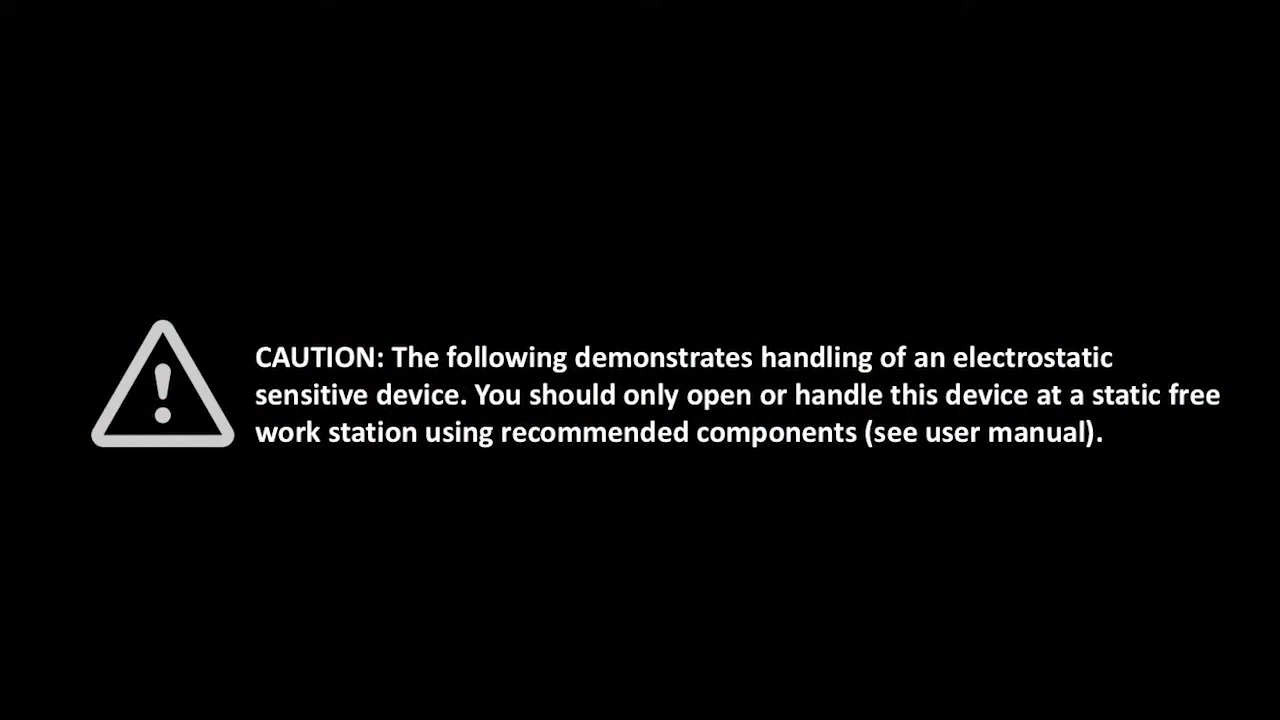 CAUTION: The following demonstrates handling of an electrostatic
sensitive device. You should only open or handle this device at a static free
work station using recommended components (see user manual).